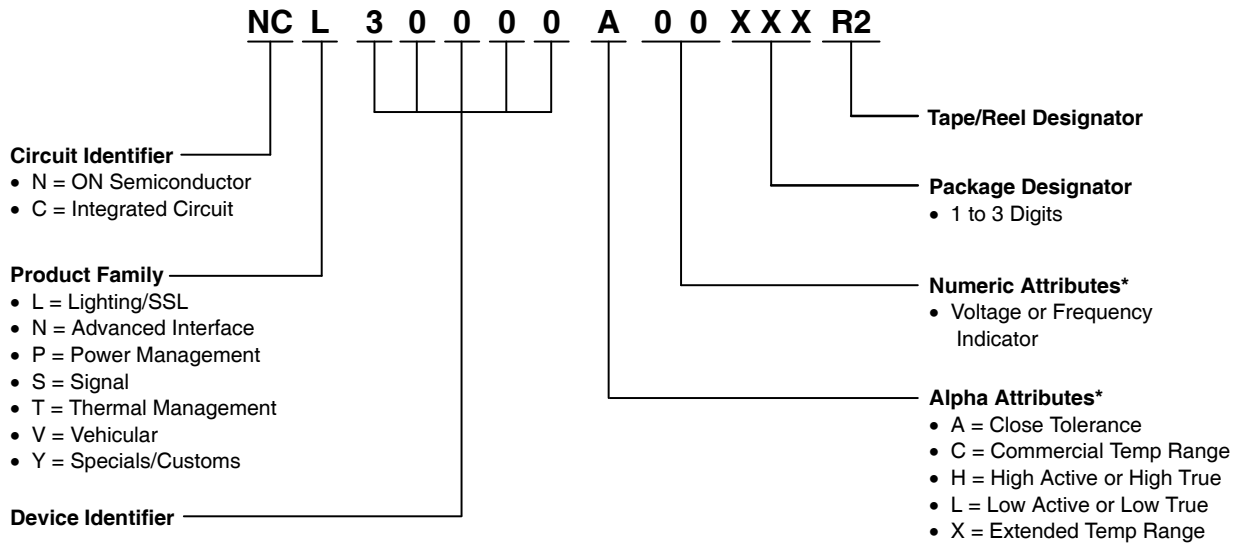 NC L 3 0 0 0 0 A 0 0 X X X R2
Circuit Identifier
• N = ON Semiconductor
• C = Integrated Circuit
Product Family
• L = Lighting/SSL
• N = Advanced Interface
• P = Power Management
• S = Signal
• T = Thermal Management
• V = Vehicular
• Y = Specials/Customs
Device Identifier
Tape/Reel Designator
Package Designator
• 1 to 3 Digits
Numeric Attributes*
• Voltage or Frequency
Indicator
Alpha Attributes*
• A = Close Tolerance
• C = Commercial Temp Range
• H = High Active or High True
• L = Low Active or Low True
• X = Extended Temp Range